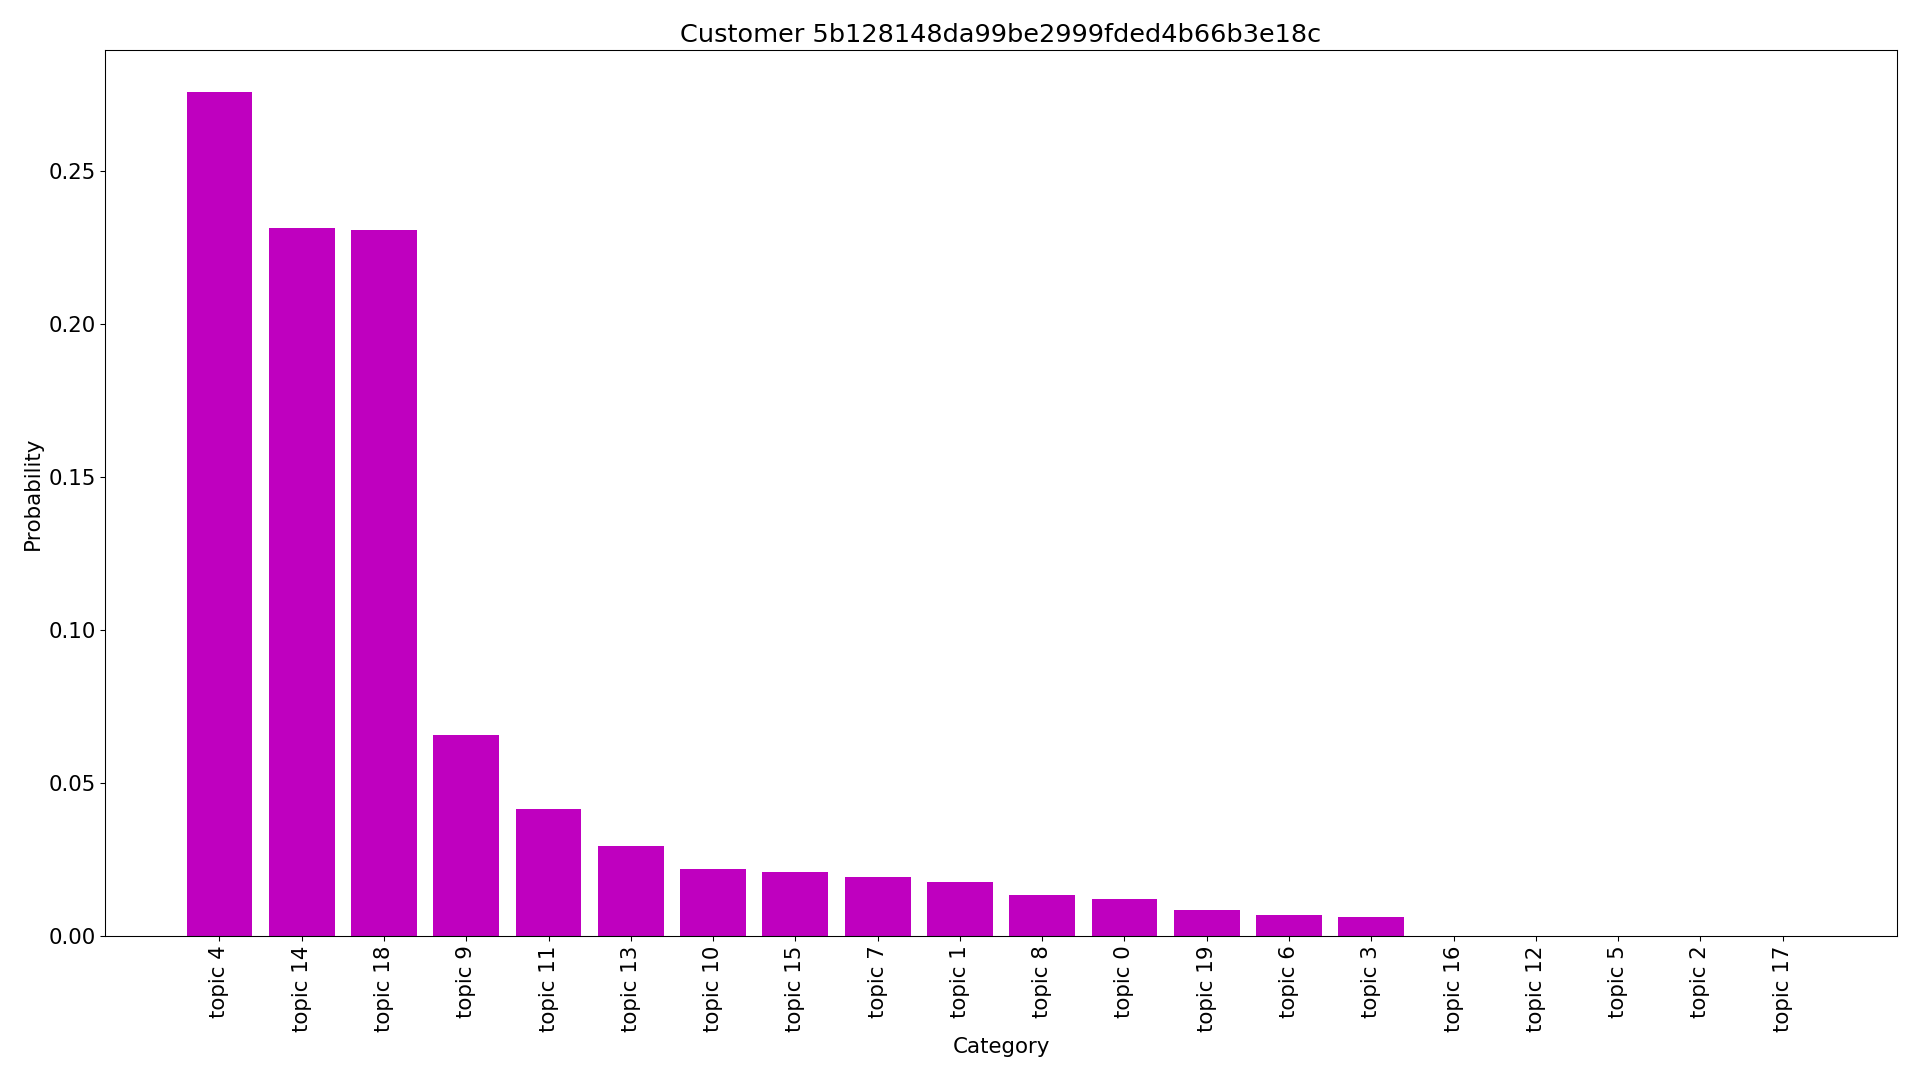 Customer 5b128148da99be2999fded4b66b3e18c
Probability
0.25
0.20
0.15
0.10
0.05
0.00
topic 4
topic 14
topic 18
topic 9
topic 11
topic 13
topic 10
topic 15
topic 7
topic 1
topic 8
topic 0
topic 19
topic 6
topic 3
topic 16
topic 12
topic 5
topic 2
topic 17
Category